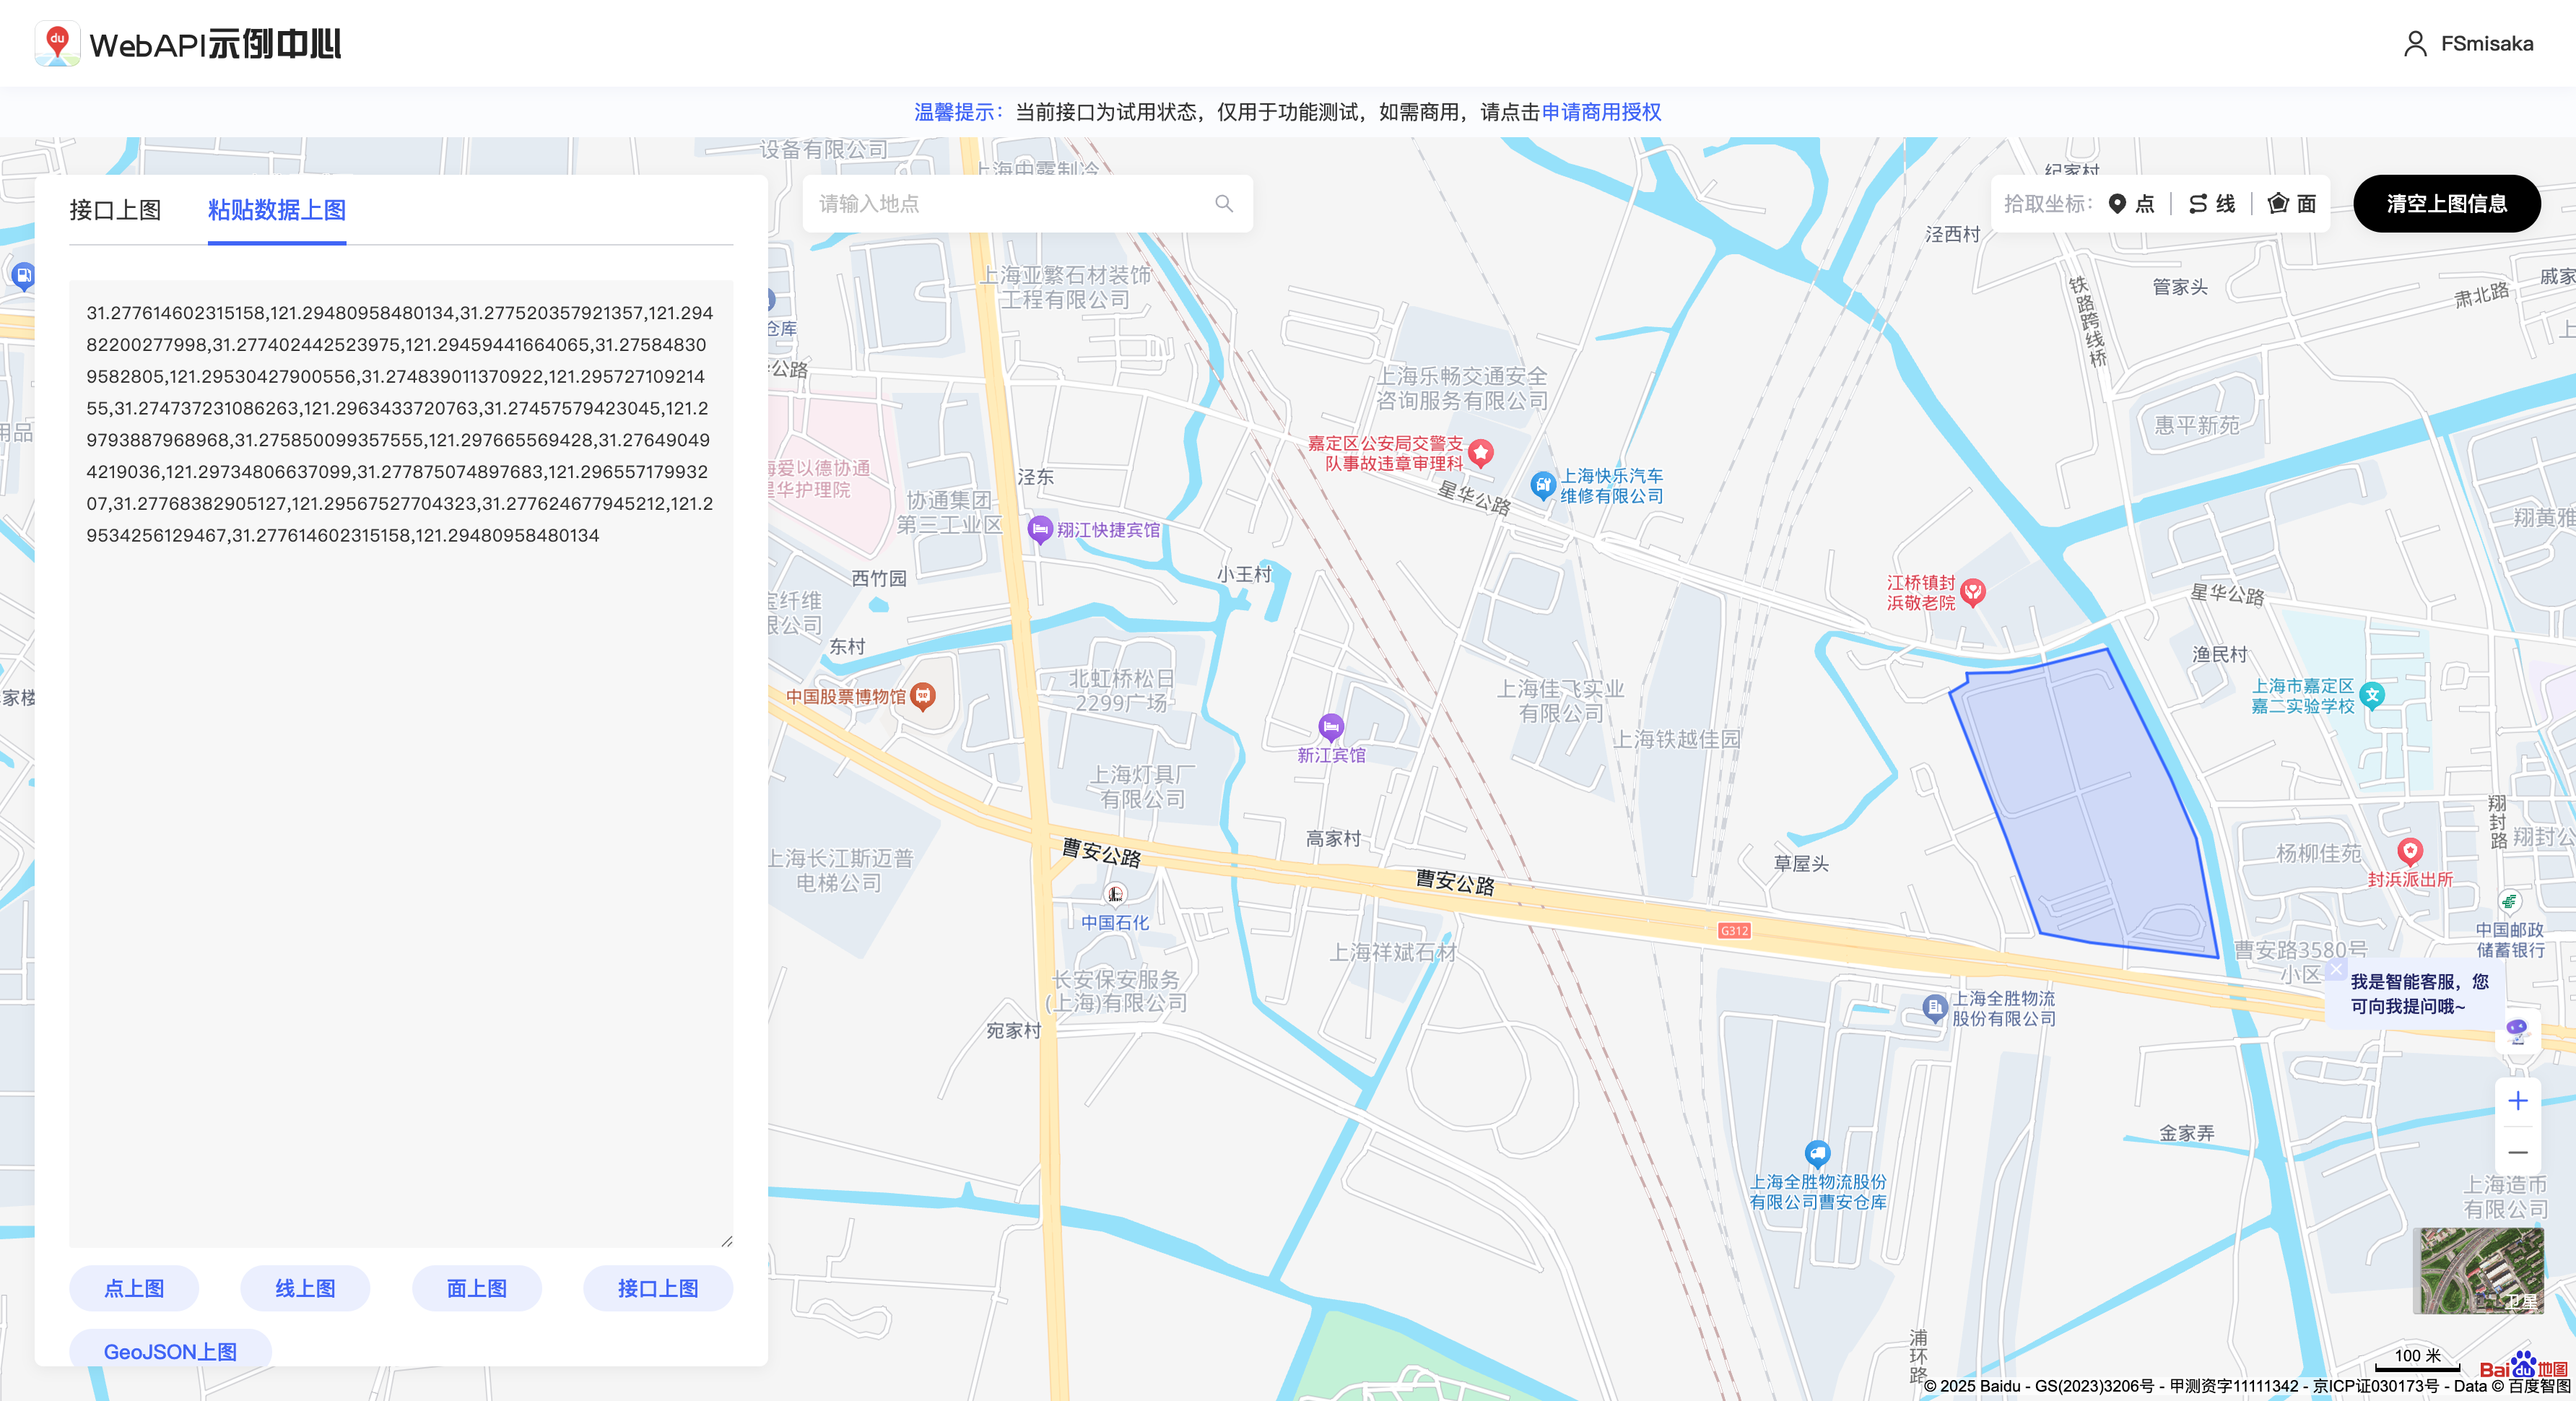 du WebAPI示例中心
FSmisaka
温馨提示：当前接口为试用状态，仅用于功能测试，如需商用，请点击申请商用授权
接口上图
粘贴数据上图
31.277614602315158,121.29480958480134,31.277520357921357,121.294
82200277998,31.277402442523975,121.29459441664065,31.27584830
9582805,121.29530427900556,31.274839011370922,121.295727109214
55,31.274737231086263,121.2963433720763,31.27457579423045,121.2
9793887968968,31.275850099357555,121.297665569428,31.27649049
4219036,121.29734806637099,31.277875074897683,121.296557179932
07,31.27768382905127,121.29567527704323,31.277624677945212,121.2
9534256129467,31.277614602315158,121.29480958480134
点上图
线上图
面上图
接口上图
GeoJSON上图
请输入地点
拾取坐标：
点
线
面
清空上图信息
设备有限公司
上海中露制冷
纪家村
泾西村
管家头
戚家
肃北路
铁路跨线桥
上海亚繁石材装饰
工程有限公司
仓库
公路
上海乐畅交通安全
咨询服务有限公司
惠平新苑
用品
嘉定区公安局交警支
队事故违章审理科
上海快乐汽车
维修有限公司
星华公路
海爱以德协通
星华护理院
泾东
协通集团
第三工业区
翔江快捷宾馆
翔黄雅
西竹园
小王村
宝纤维
限公司
江桥镇封
浜敬老院
星华公路
东村
渔民村
家楼
中国股票博物馆
北虹桥松日
2299广场
上海佳飞实业
有限公司
上海市嘉定区
嘉二实验学校
新江宾馆
上海铁越佳园
上海灯具厂
有限公司
翔封路
翔封公
高家村
曹安公路
曹安公路
草屋头
杨柳佳苑
封浜派出所
上海长江斯迈普
电梯公司
中国石化
G312
中国邮政
储蓄银行
上海祥斌石材
曹安路3580号
小区
我是智能客服，您
可向我提问哦~
长安保安服务
(上海)有限公司
宛家村
上海全胜物流
股份有限公司
金家弄
上海全胜物流股份
有限公司曹安仓库
上海造币
有限公司
卫星
浦环路
100 米
Bai du 地图
© 2025 Baidu - GS(2023)3206号 - 甲测资字11111342 - 京ICP证030173号 - Data © 百度智图